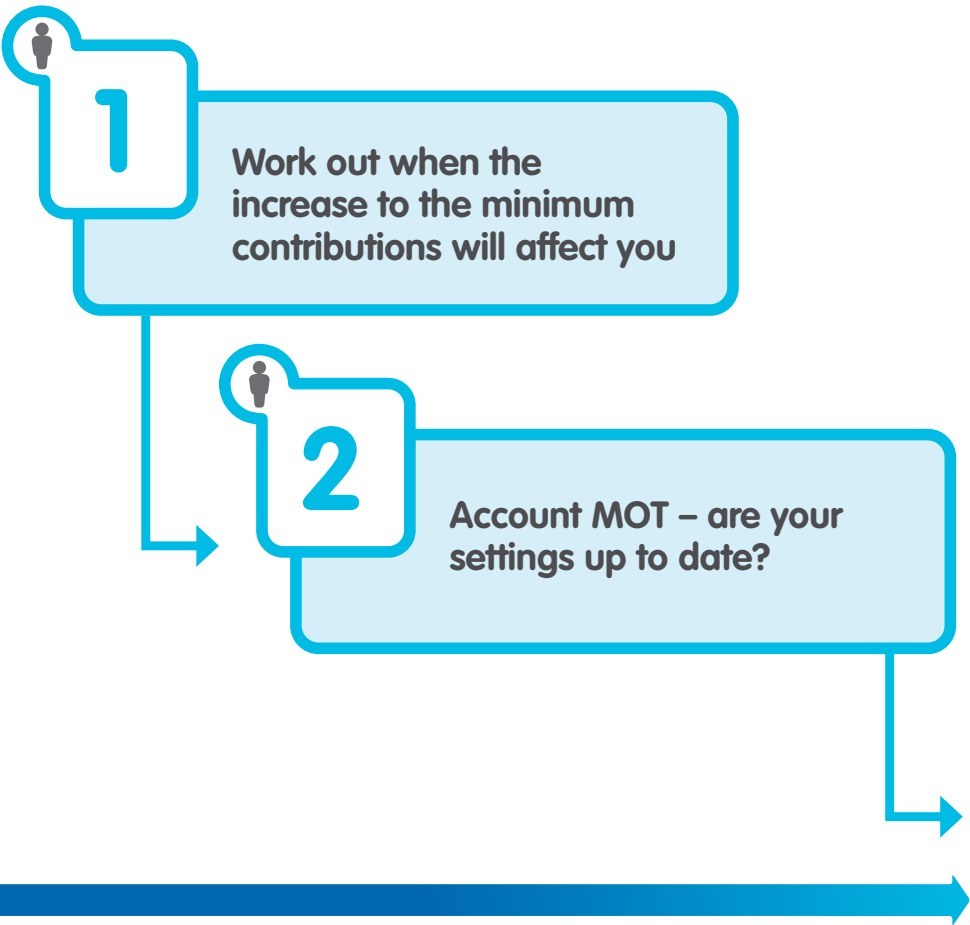 1
Work out when the
increase to the minimum
contributions will affect you
2
Account MOT – are your
settings up to date?